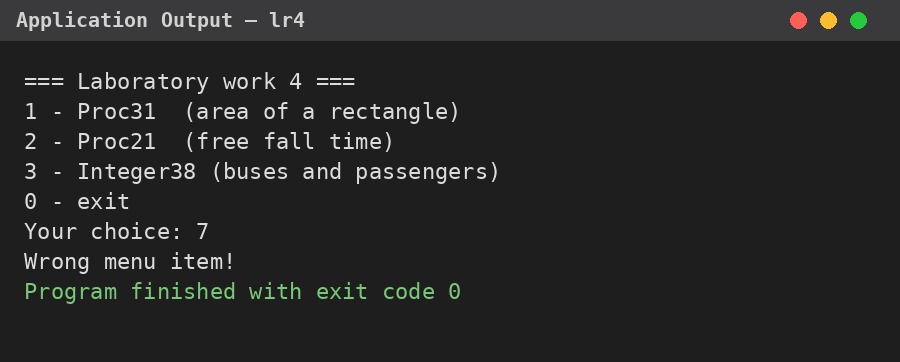 Application Output — lr4
=== Laboratory work 4 ===
1 - Proc31  (area of a rectangle)
2 - Proc21  (free fall time)
3 - Integer38 (buses and passengers)
0 - exit
Your choice: 7
Wrong menu item!
Program finished with exit code 0